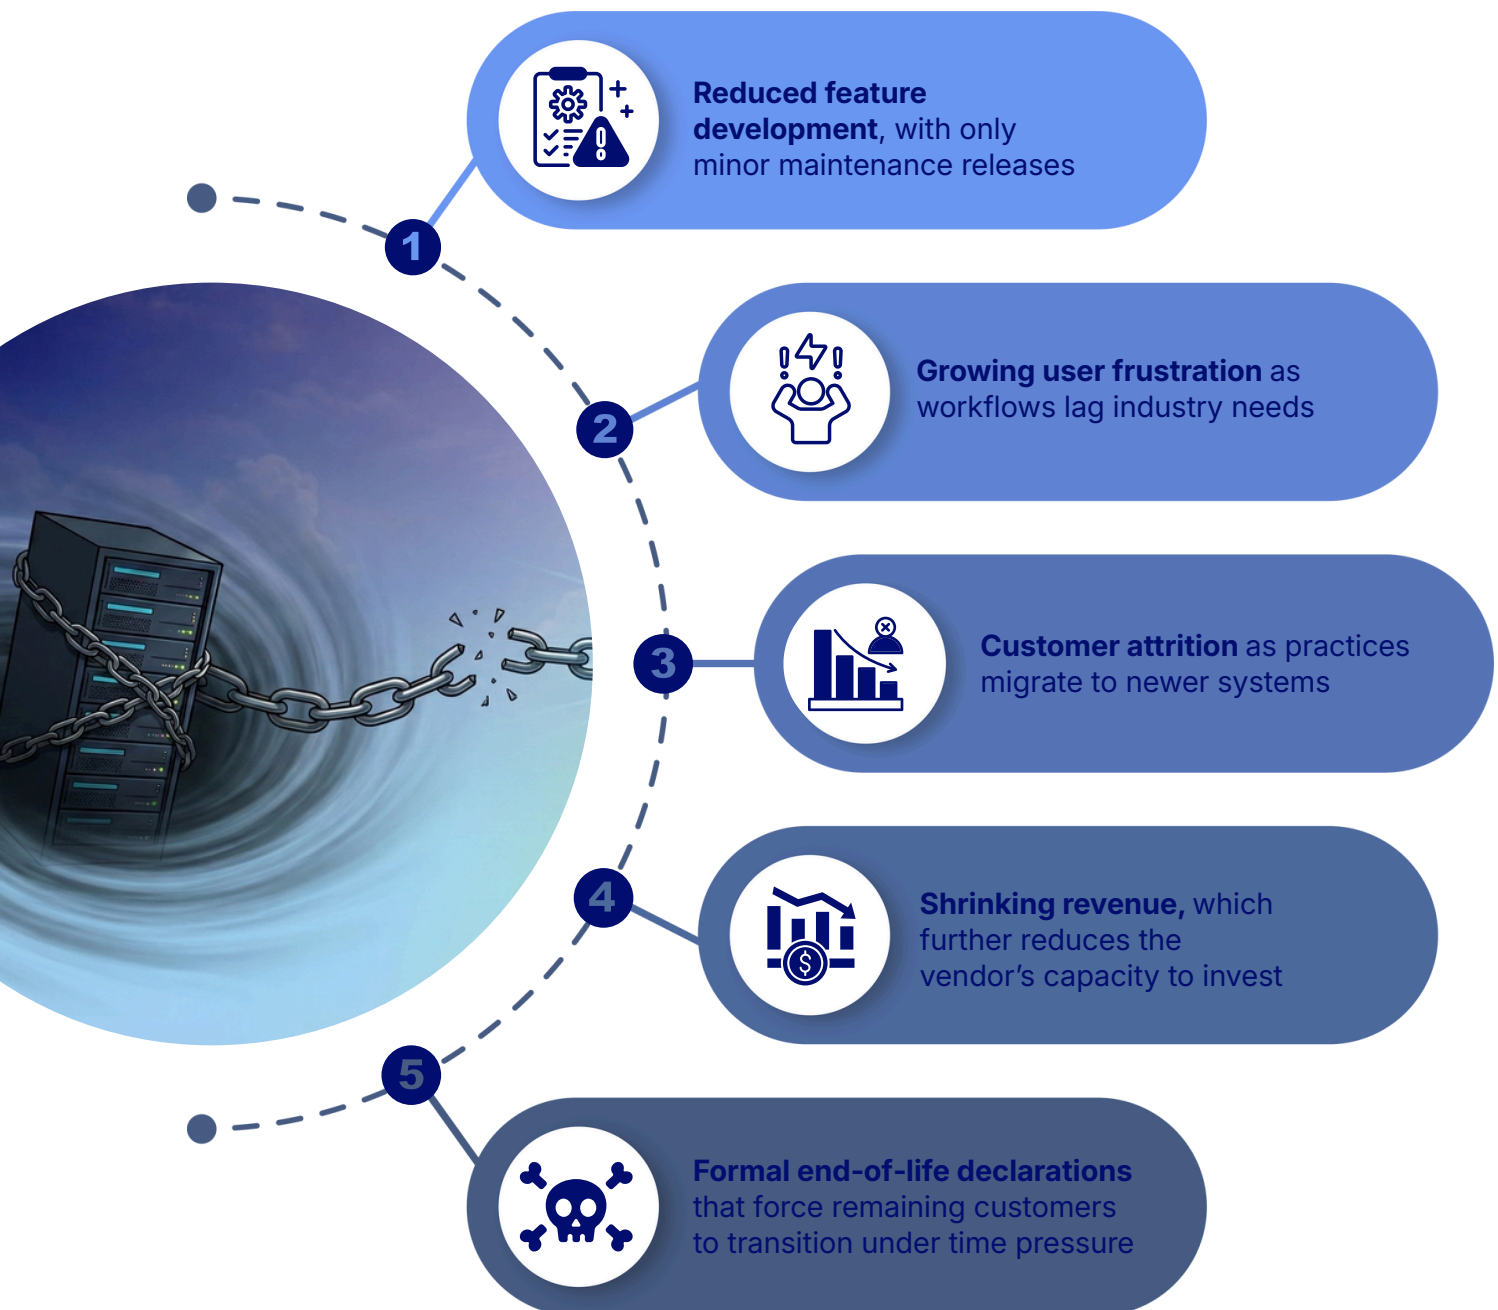 1
Reduced feature
development, with only
minor maintenance releases
2
Growing user frustration as
workflows lag industry needs
3
Customer attrition as practices
migrate to newer systems
4
Shrinking revenue, which
further reduces the
vendor’s capacity to invest
$
5
Formal end-of-life declarations
that force remaining customers
to transition under time pressure